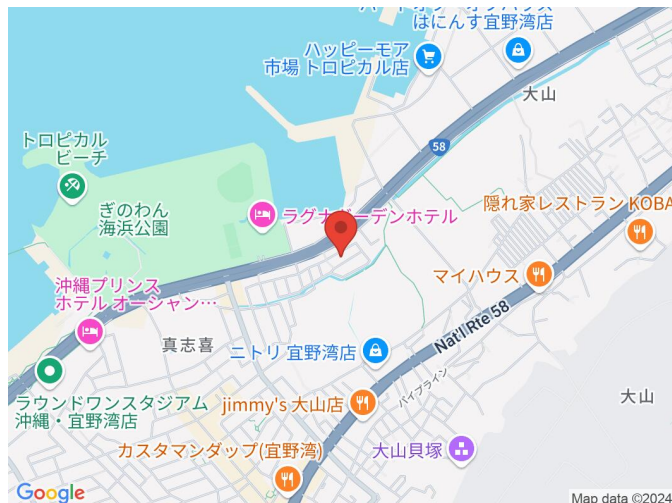 はにんす宜野湾店
ハッピーモア
市場 トロピカル店
大山
58
トロピカル
ビーチ
ぎのわん
海浜公園
ラグナガーデンホテル
隠れ家レストラン KOBA
マイハウス
沖縄プリンス
ホテル オーシャン…
真志喜
ニトリ 宜野湾店
Nat'l Rte 58
パイプライン
ラウンドワンスタジアム
沖縄・宜野湾店
jimmy's 大山店
大山
カスタマンダップ(宜野湾)
大山貝塚
Google
Map data ©2024